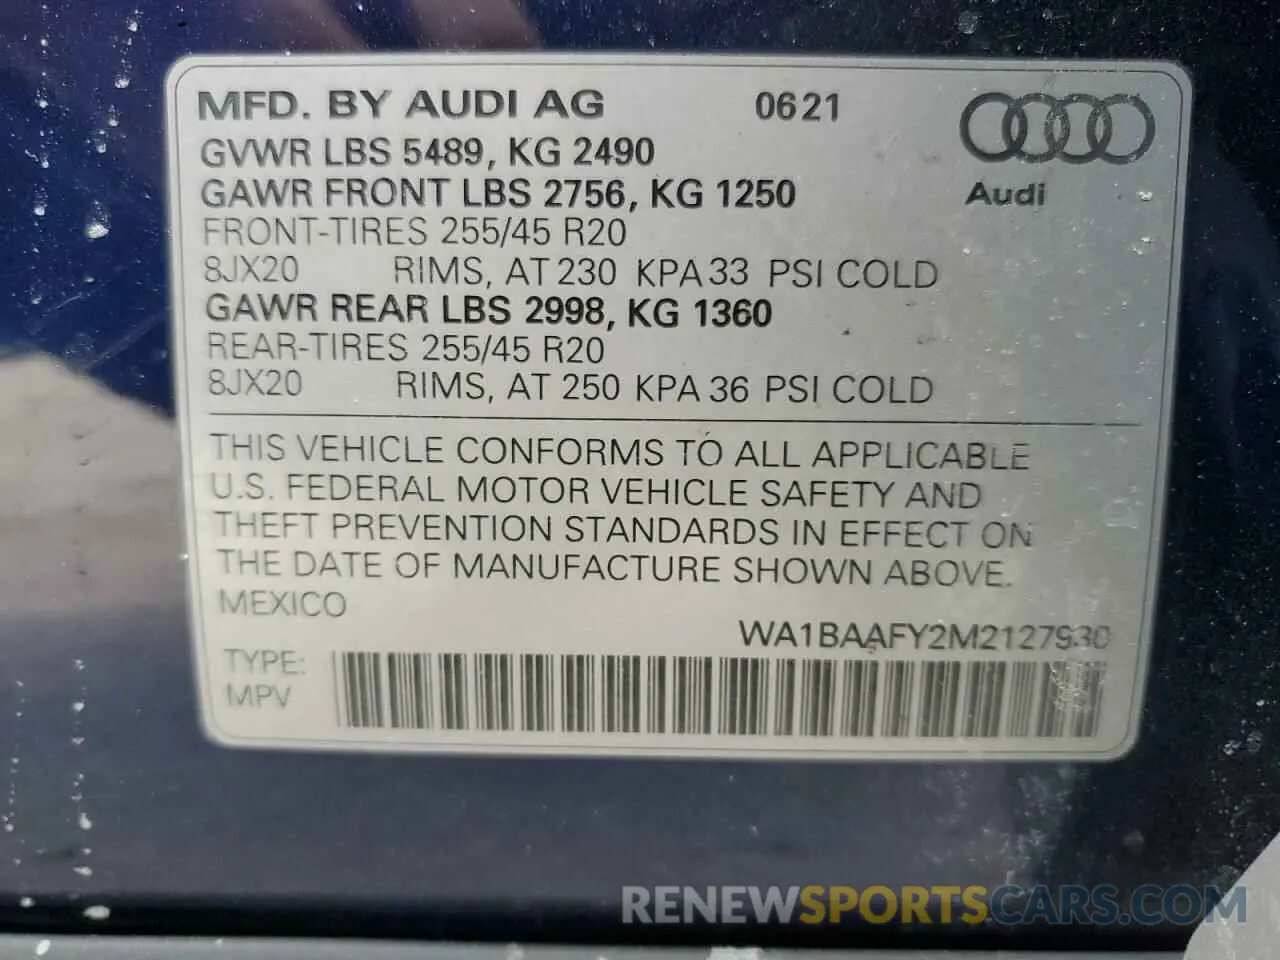 MFD. BY AUDI AG 0621
GVWR LBS 5489, KG 2490
GAWR FRONT LBS 2756, KG 1250
Audi
FRONT-TIRES 255/45 R20
8JX20 RIMS, AT 230 KPA 33 PSI COLD
GAWR REAR LBS 2998, KG 1360
REAR-TIRES 255/45 R20
8JX20 RIMS, AT 250 KPA 36 PSI COLD
THIS VEHICLE CONFORMS TO ALL APPLICABLE
U.S. FEDERAL MOTOR VEHICLE SAFETY AND
THEFT PREVENTION STANDARDS IN EFFECT ON
THE DATE OF MANUFACTURE SHOWN ABOVE.
MEXICO
WA1BAAFY2M2127930
TYPE:
MPV
RENEWSPORTSCARS.COM